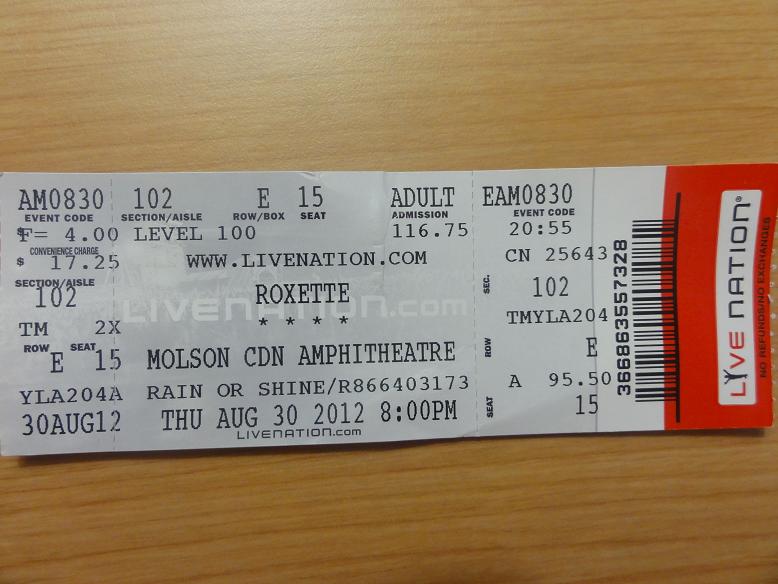 AM0830 102 E 15 ADULT EAM0830
EVENT CODE SECTION/AISLE ROW/BOX SEAT ADMISSION EVENT CODE
$F= 4.00 LEVEL 100 116.75 20:55
CONVENIENCE CHARGE
$ 17.25 WWW.LIVENATION.COM CN 25643
SECTION/AISLE SEC.
102 ROXETTE 102
LIVENATION.com
TM 2X * * * * TMYLA204
ROW SEAT ROW
E 15 MOLSON CDN AMPHITHEATRE E
YLA204A RAIN OR SHINE/R866403173 A 95.50
30AUG12 THU AUG 30 2012 8:00PM SEAT 15
LIVENATION.com
3668635557328
LIVE NATION®
NO REFUNDS/NO EXCHANGES